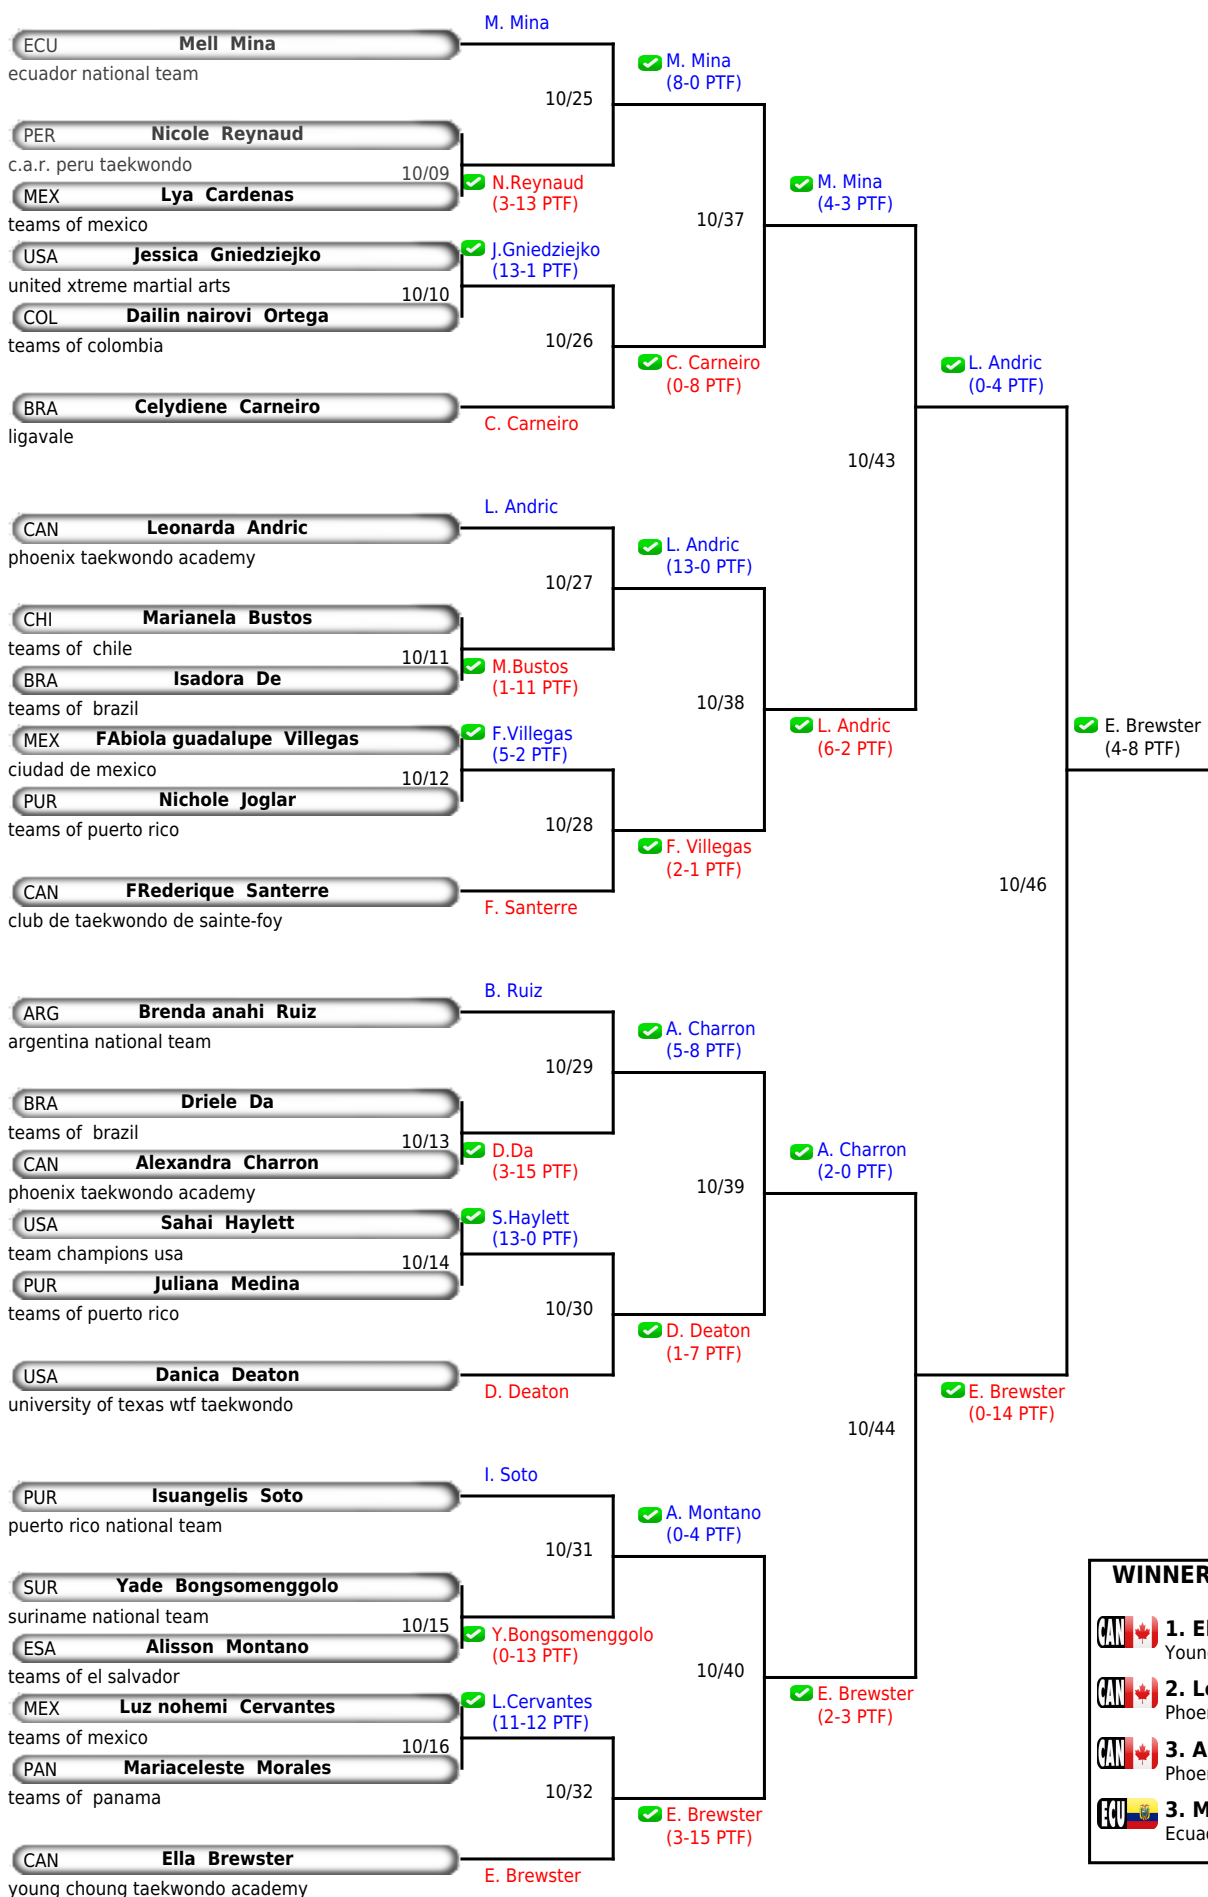 M. Mina
ECU Mell Mina
ecuador national team
M. Mina
(8-0 PTF)
10/25
PER Nicole Reynaud
c.a.r. peru taekwondo
10/09
N.Reynaud
(3-13 PTF)
MEX Lya Cardenas
teams of mexico
M. Mina
(4-3 PTF)
10/37
USA Jessica Gniedziejko
united xtreme martial arts
J.Gniedziejko
(13-1 PTF)
10/10
COL Dailin nairovi Ortega
teams of colombia
10/26
C. Carneiro
(0-8 PTF)
BRA Celydiene Carneiro
ligavale
C. Carneiro
L. Andric
(0-4 PTF)
10/43
L. Andric
CAN Leonarda Andric
phoenix taekwondo academy
L. Andric
(13-0 PTF)
10/27
CHI Marianela Bustos
teams of chile
10/11
M.Bustos
(1-11 PTF)
BRA Isadora De
teams of brazil
10/38
MEX FAbiola guadalupe Villegas
ciudad de mexico
F.Villegas
(5-2 PTF)
L. Andric
(6-2 PTF)
E. Brewster
(4-8 PTF)
10/12
PUR Nichole Joglar
teams of puerto rico
10/28
F. Villegas
(2-1 PTF)
CAN FRederique Santerre
club de taekwondo de sainte-foy
F. Santerre
10/46
B. Ruiz
ARG Brenda anahi Ruiz
argentina national team
A. Charron
(5-8 PTF)
10/29
BRA Driele Da
teams of brazil
10/13
D.Da
(3-15 PTF)
CAN Alexandra Charron
phoenix taekwondo academy
A. Charron
(2-0 PTF)
10/39
USA Sahai Haylett
team champions usa
S.Haylett
(13-0 PTF)
10/14
PUR Juliana Medina
teams of puerto rico
10/30
D. Deaton
(1-7 PTF)
USA Danica Deaton
university of texas wtf taekwondo
D. Deaton
E. Brewster
(0-14 PTF)
10/44
I. Soto
PUR Isuangelis Soto
puerto rico national team
A. Montano
(0-4 PTF)
10/31
SUR Yade Bongsomenggolo
suriname national team
10/15
Y.Bongsomenggolo
(0-13 PTF)
ESA Alisson Montano
teams of el salvador
10/40
MEX Luz nohemi Cervantes
teams of mexico
L.Cervantes
(11-12 PTF)
E. Brewster
(2-3 PTF)
10/16
PAN Mariaceleste Morales
teams of panama
10/32
E. Brewster
(3-15 PTF)
CAN Ella Brewster
young choung taekwondo academy
E. Brewster
WINNER
CAN 1. El
Youn
CAN 2. Le
Phoen
CAN 3. A
Phoen
ECU 3. M
Ecuad